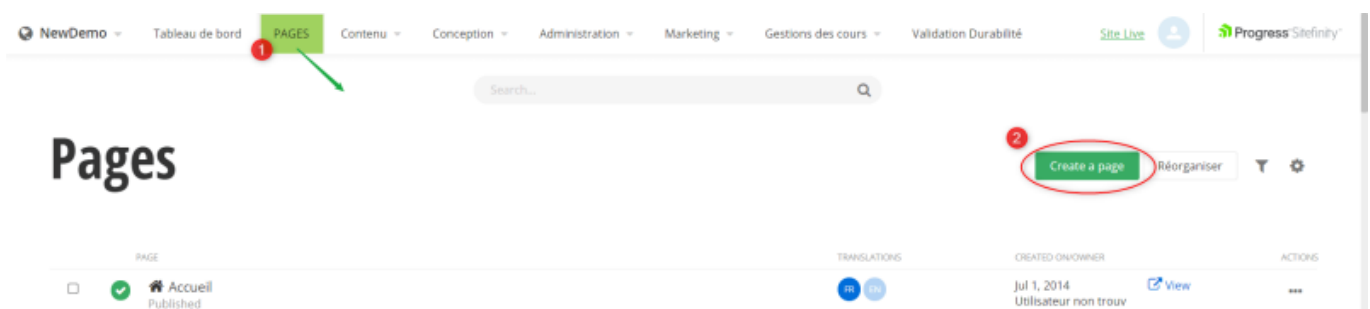 NewDemo Tableau de bord PAGES Contenu Conception Administration Marketing Gestions des cours Validation Durabilité Site Live Progress Sitefinity
1
Search...
2
Pages
Create a page Réorganiser
PAGE TRANSLATIONS CREATED ON/OWNER ACTIONS
Accueil FR EN Jul 1, 2014 View
Published Utilisateur non trouv